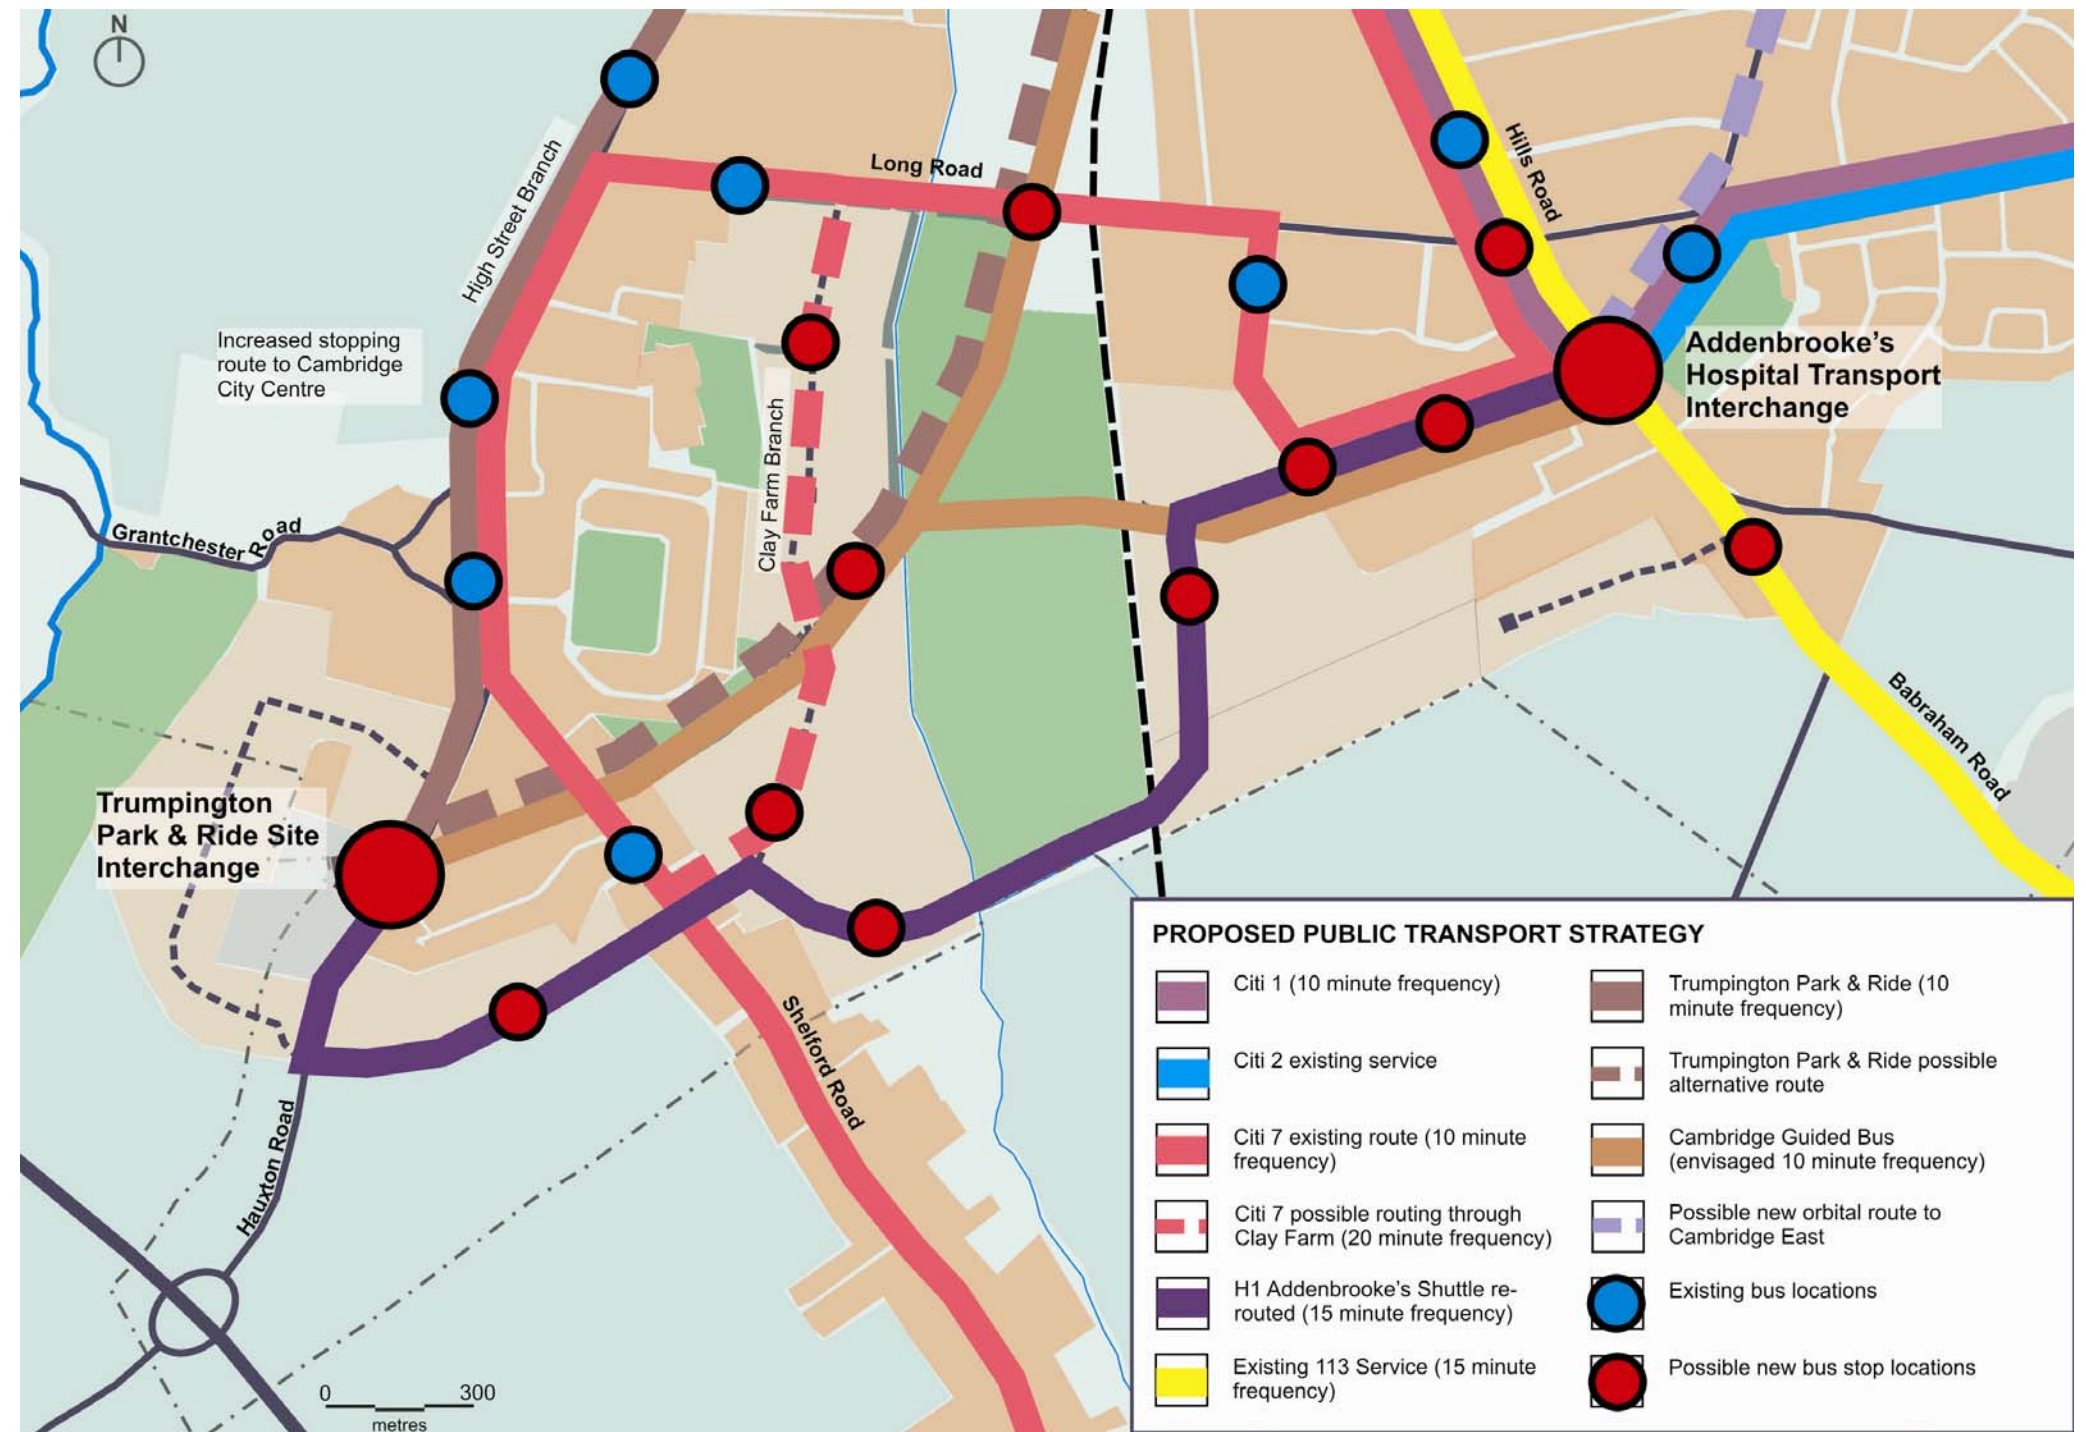 N
Long Road
Hills Road
High Street Branch
Increased stopping
route to Cambridge
City Centre
Addenbrooke's
Hospital Transport
Interchange
Clay Farm Branch
Grantchester Road
Babraham Road
Trumpington
Park & Ride Site
Interchange
Shelford Road
Hauxton Road
0 300
metres
PROPOSED PUBLIC TRANSPORT STRATEGY
Citi 1 (10 minute frequency)
Citi 2 existing service
Citi 7 existing route (10 minute
frequency)
Citi 7 possible routing through
Clay Farm (20 minute frequency)
H1 Addenbrooke's Shuttle re-
routed (15 minute frequency)
Existing 113 Service (15 minute
frequency)
Trumpington Park & Ride (10
minute frequency)
Trumpington Park & Ride possible
alternative route
Cambridge Guided Bus
(envisaged 10 minute frequency)
Possible new orbital route to
Cambridge East
Existing bus locations
Possible new bus stop locations